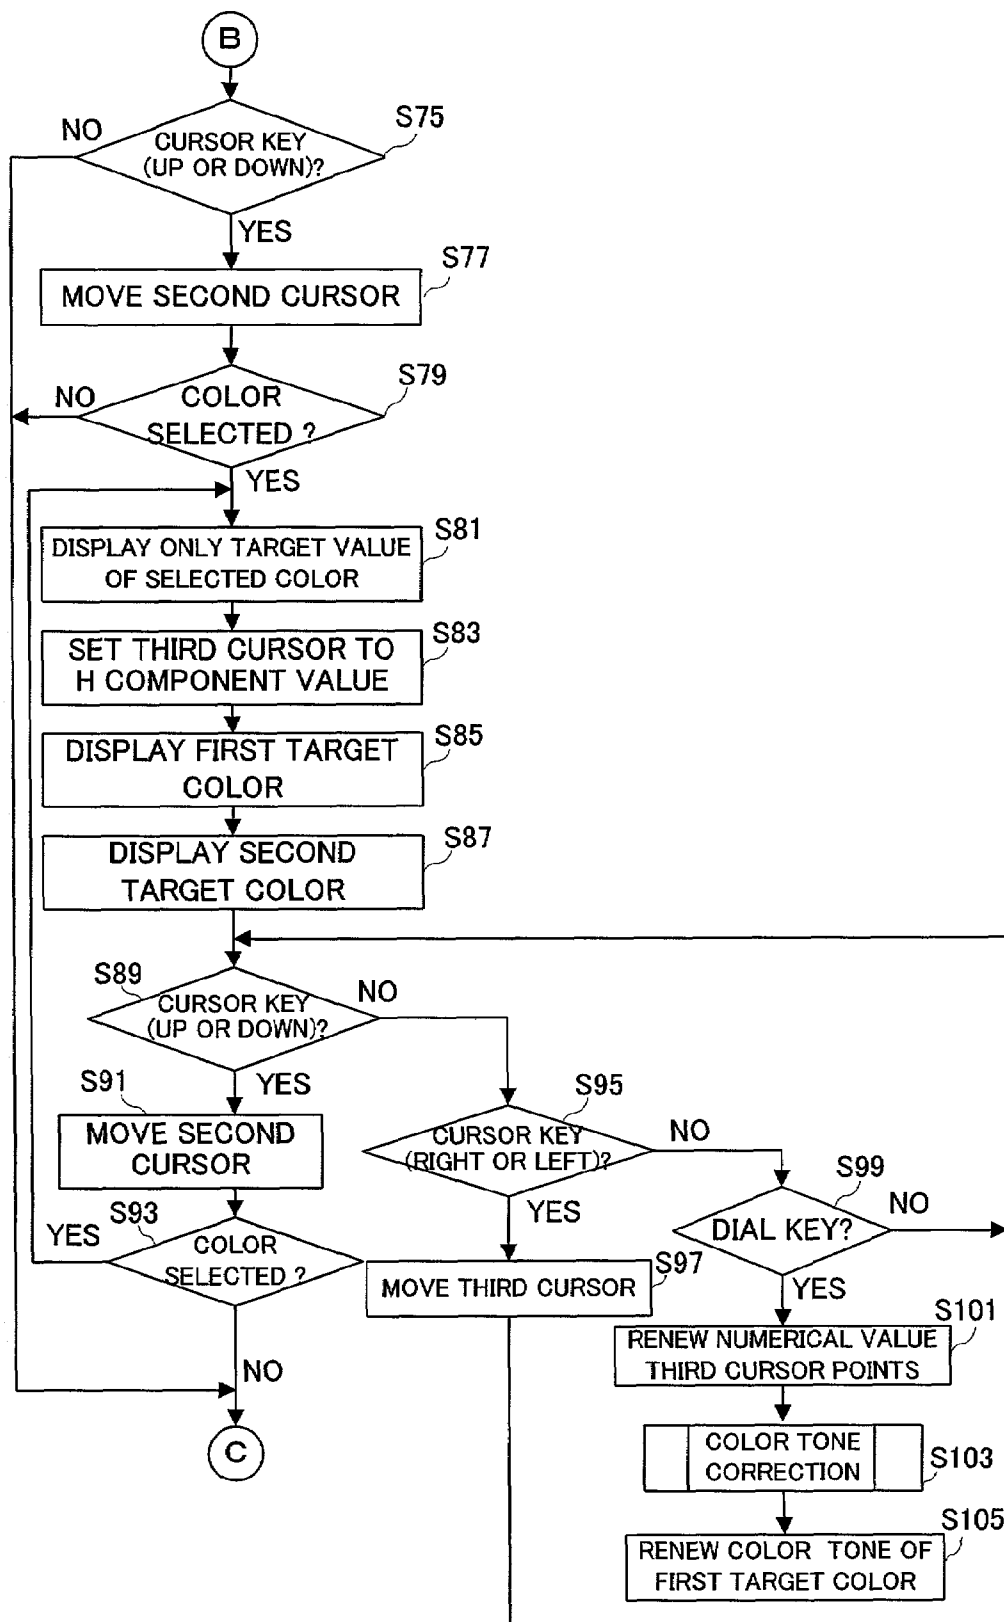 B
NO
CURSOR KEY
(UP OR DOWN)?
S75
YES
S77
MOVE SECOND CURSOR
NO
COLOR
SELECTED ?
S79
YES
S81
DISPLAY ONLY TARGET VALUE
OF SELECTED COLOR
S83
SET THIRD CURSOR TO
H COMPONENT VALUE
S85
DISPLAY FIRST TARGET
COLOR
S87
DISPLAY SECOND
TARGET COLOR
S89
CURSOR KEY
(UP OR DOWN)?
NO
YES
S91
MOVE SECOND
CURSOR
S93
YES
COLOR
SELECTED ?
NO
C
S95
CURSOR KEY
(RIGHT OR LEFT)?
NO
YES
S97
MOVE THIRD CURSOR
S99
DIAL KEY?
NO
YES
S101
RENEW NUMERICAL VALUE
THIRD CURSOR POINTS
COLOR TONE
CORRECTION
S103
S105
RENEW COLOR TONE OF
FIRST TARGET COLOR